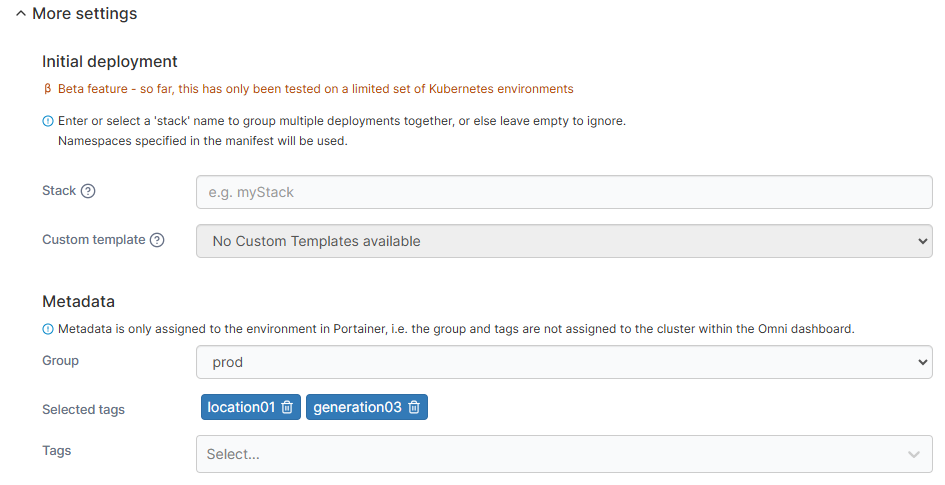 More settings
Initial deployment
β Beta feature - so far, this has only been tested on a limited set of Kubernetes environments
Enter or select a 'stack' name to group multiple deployments together, or else leave empty to ignore.
Namespaces specified in the manifest will be used.
Stack
e.g. myStack
Custom template
No Custom Templates available
Metadata
Metadata is only assigned to the environment in Portainer, i.e. the group and tags are not assigned to the cluster within the Omni dashboard.
Group
prod
Selected tags
location01 generation03
Tags
Select...